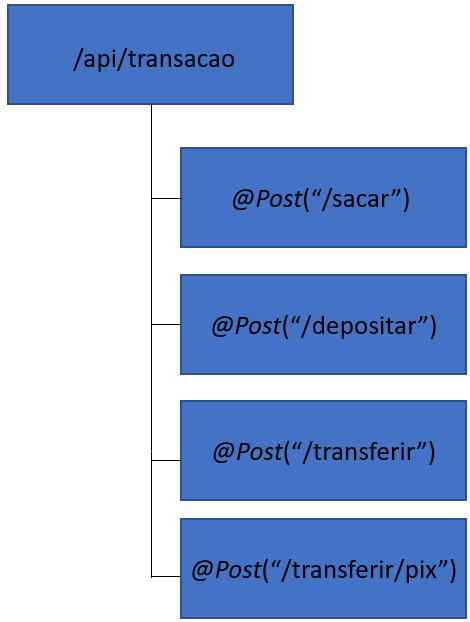 /api/transacao
@Post(“/sacar”)
@Post(“/depositar”)
@Post(“/transferir”)
@Post(“/transferir/pix”)